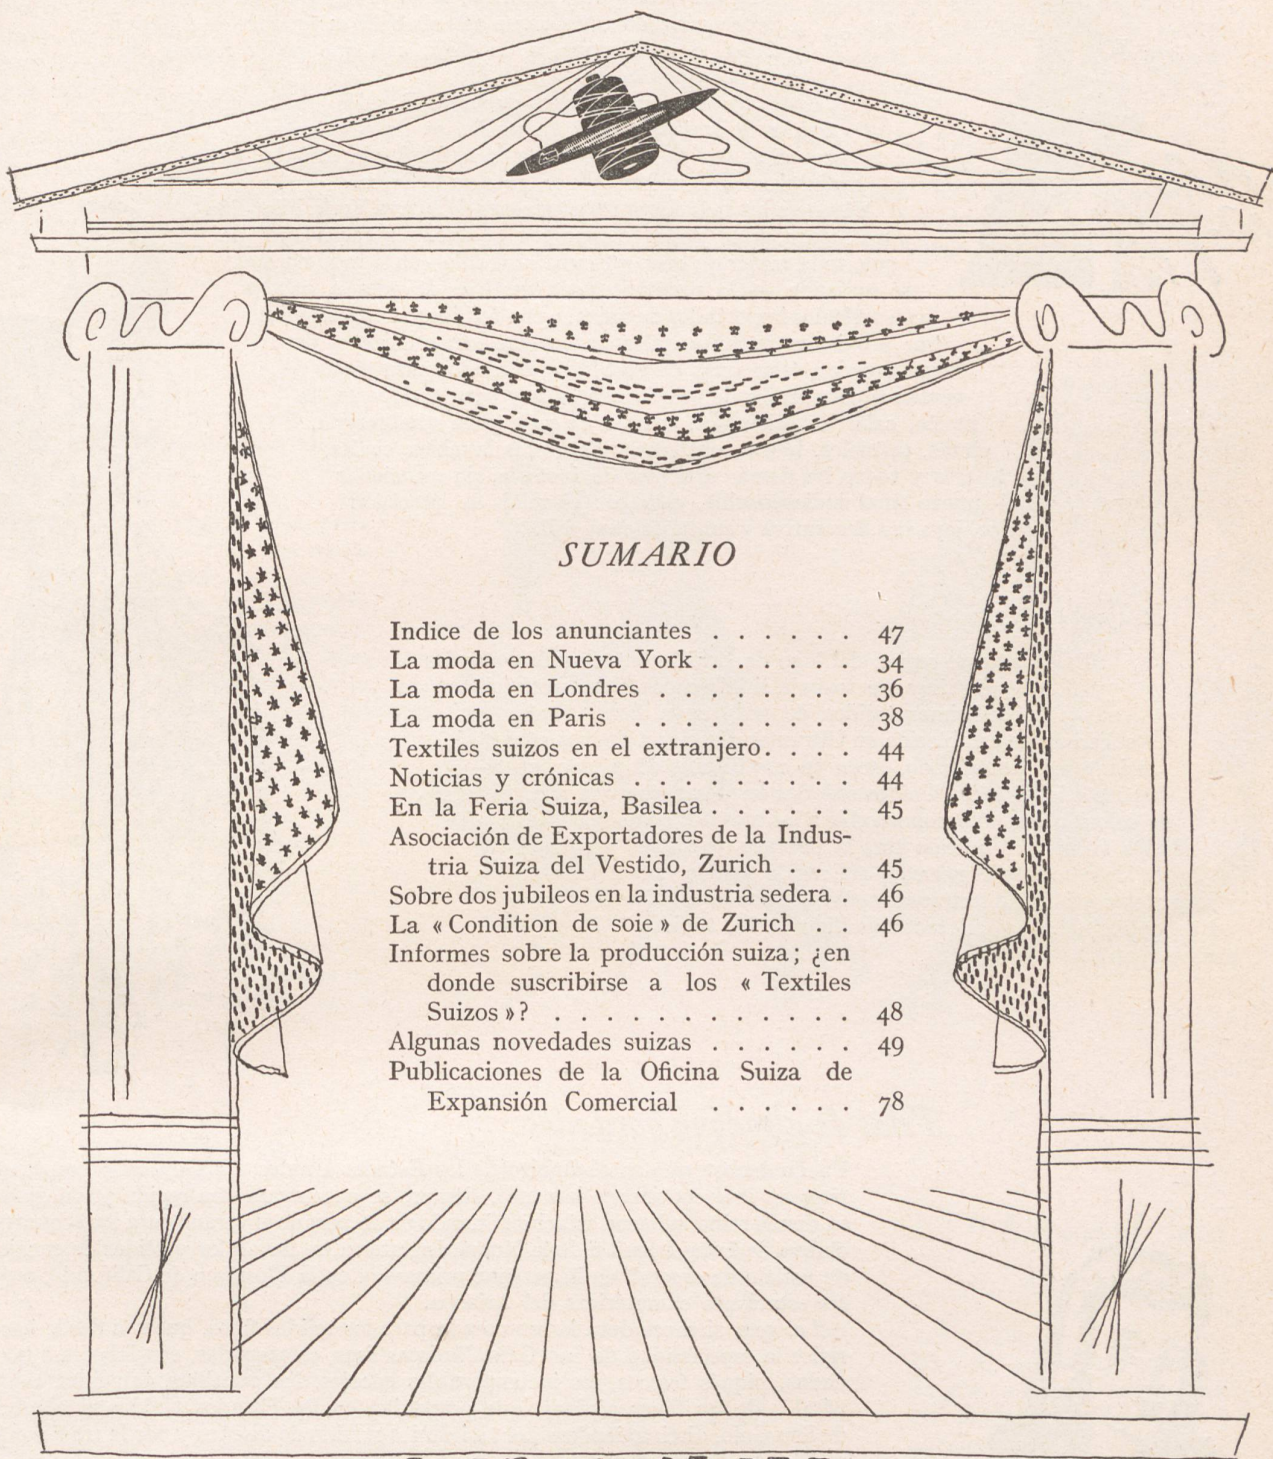 SUMARIO
Indice de los anunciantes . . . . . . 47
La moda en Nueva York . . . . . . 34
La moda en Londres . . . . . . . . 36
La moda en Paris . . . . . . . . . 38
Textiles suizos en el extranjero. . . . 44
Noticias y crónicas . . . . . . . . . 44
En la Feria Suiza, Basilea . . . . . . 45
Asociación de Exportadores de la Indus-
tria Suiza del Vestido, Zurich . . . 45
Sobre dos jubileos en la industria sedera . 46
La « Condition de soie » de Zurich . . 46
Informes sobre la producción suiza; ¿en
donde suscribirse a los « Textiles
Suizos »? . . . . . . . . . . . . . 48
Algunas novedades suizas . . . . . . 49
Publicaciones de la Oficina Suiza de
Expansión Comercial . . . . . . 78